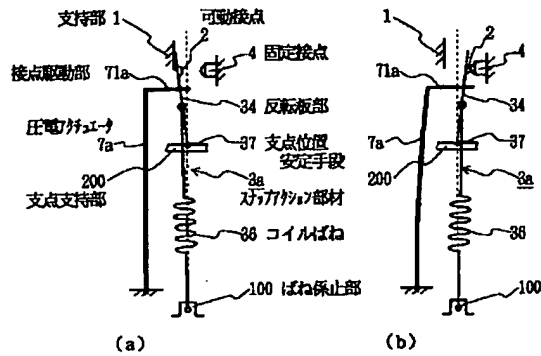 支持部 1
可動接点
2
4 固定接点
接点駆動部 71a
34 反転板部
圧電アクチュエータ
7a
37 支点位置
安定手段
200
3a
支点支持部
スナップアクション部材
36 コイルばね
100 ばね係止部
(a)
1
2
4
71a
34
7a
37
200
3a
36
100
(b)